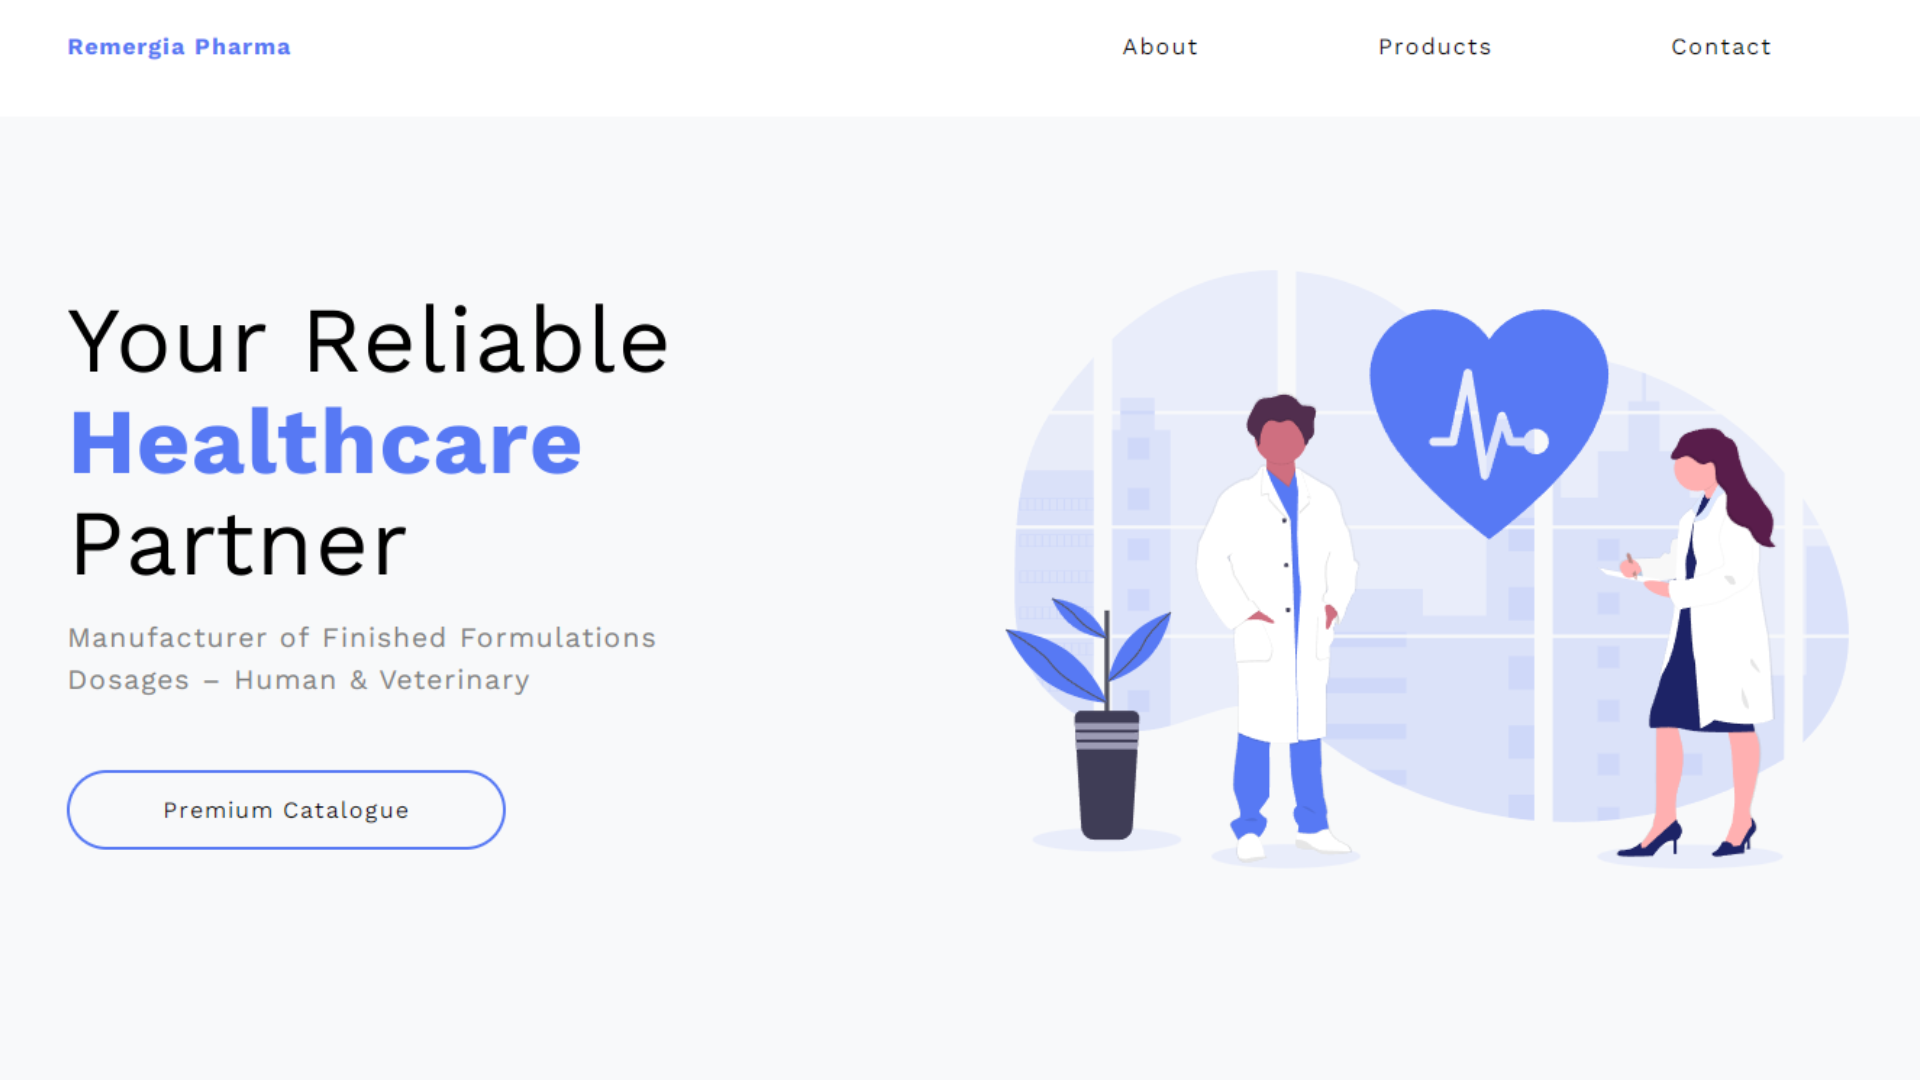 Remergia Pharma
About
Products
Contact
Your Reliable
Healthcare
Partner
Manufacturer of Finished Formulations
Dosages – Human & Veterinary
Premium Catalogue